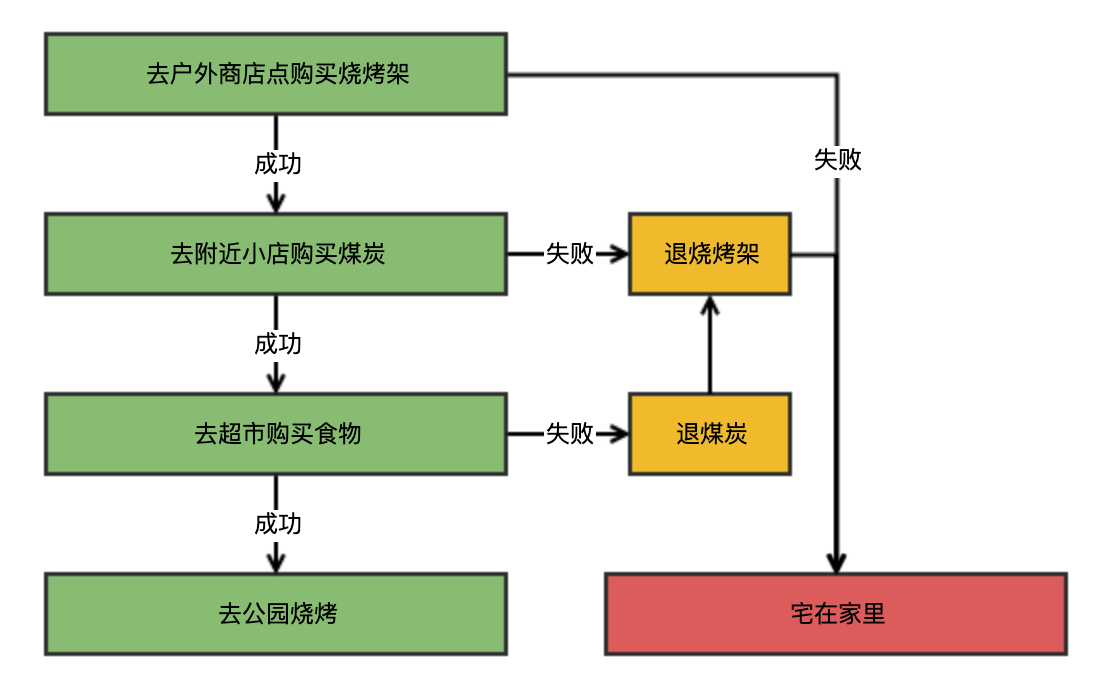 去户外商店点购买烧烤架
成功
失败
去附近小店购买煤炭
失败
退烧烤架
成功
去超市购买食物
失败
退煤炭
成功
去公园烧烤
宅在家里